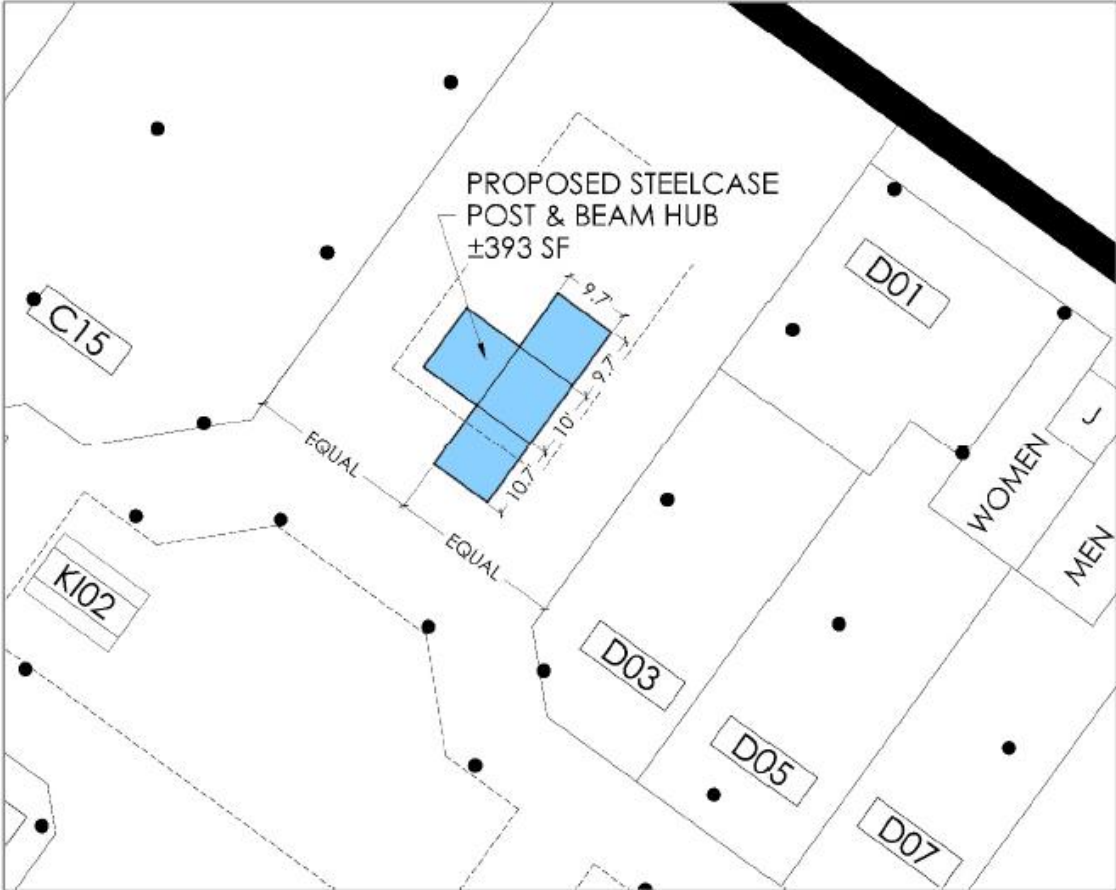 PROPOSED STEELCASE
POST & BEAM HUB
±393 SF
9.7'
9.7'
10'
10.7'
EQUAL
EQUAL
C15
KI02
D01
D03
D05
D07
WOMEN
MEN
J